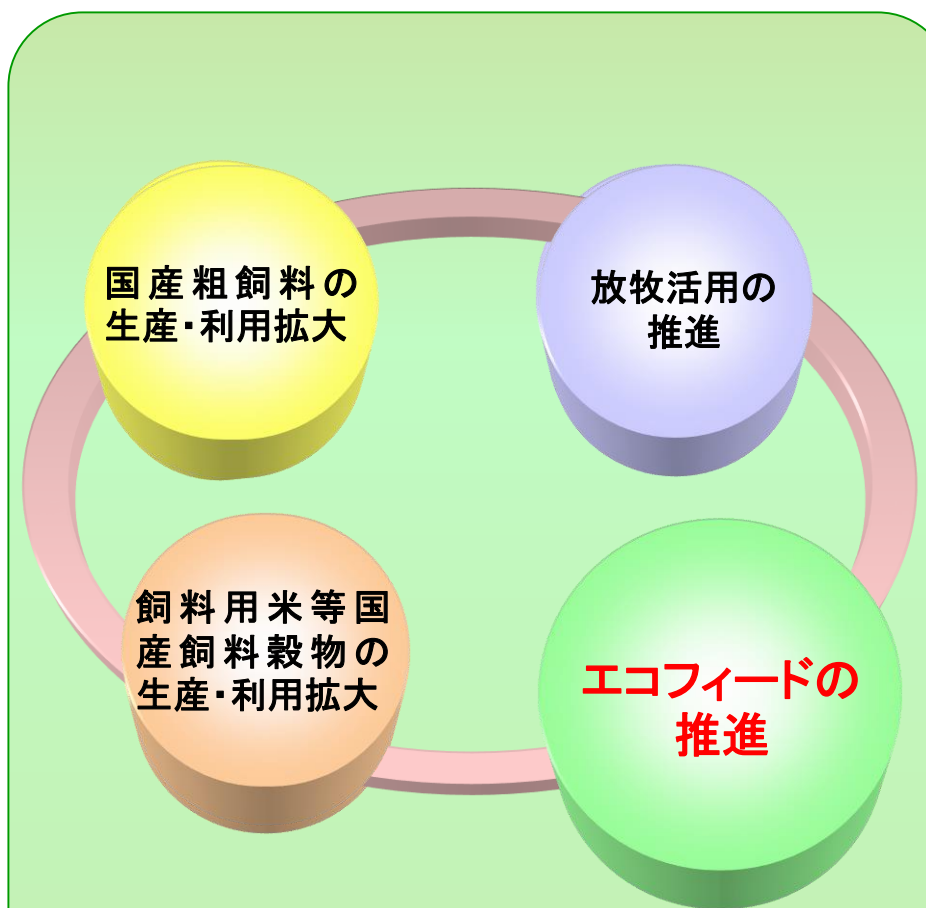 国産粗飼料の
生産・利用拡大
放牧活用の
推進
飼料用米等国
産飼料穀物の
生産・利用拡大
エコフィードの
推進